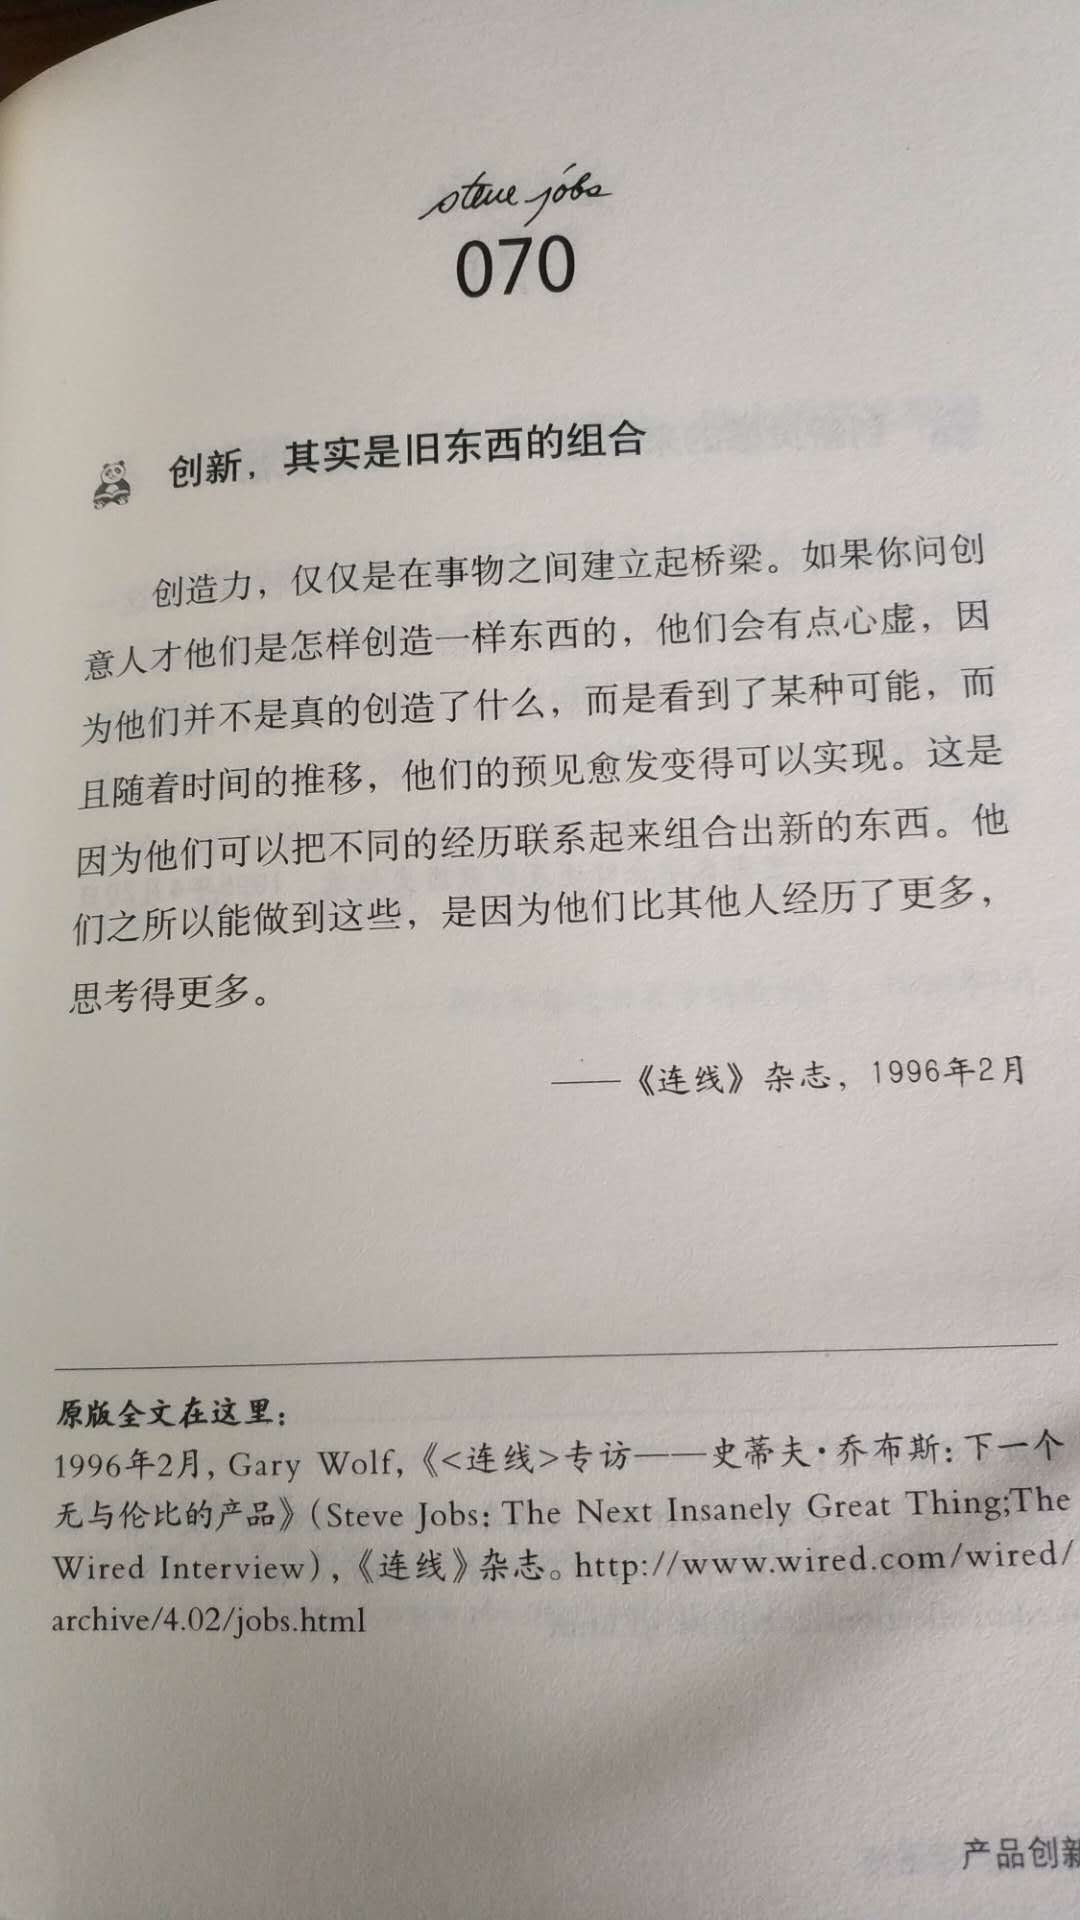 steve jobs
070
创新，其实是旧东西的组合
创造力，仅仅是在事物之间建立起桥梁。如果你问创
意人才他们是怎样创造一样东西的，他们会有点心虚，因
为他们并不是真的创造了什么，而是看到了某种可能，而
且随着时间的推移，他们的预见愈发变得可以实现。这是
因为他们可以把不同的经历联系起来组合出新的东西。他
们之所以能做到这些，是因为他们比其他人经历了更多，
思考得更多。
——《连线》杂志，1996年2月
原版全文在这里：
1996年2月, Gary Wolf,《<连线>专访——史蒂夫·乔布斯：下一个
无与伦比的产品》(Steve Jobs: The Next Insanely Great Thing;The
Wired Interview),《连线》杂志。http://www.wired.com/wired/
archive/4.02/jobs.html
产品创新